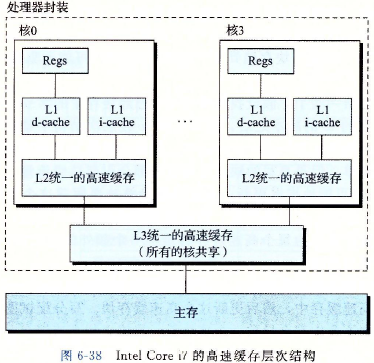 处理器封装
核0
核3
Regs
Regs
L1
d-cache
L1
i-cache
...
L1
d-cache
L1
i-cache
L2统一的高速缓存
L2统一的高速缓存
L3统一的高速缓存
（所有的核共享）
主存
图 6-38 Intel Core i7 的高速缓存层次结构